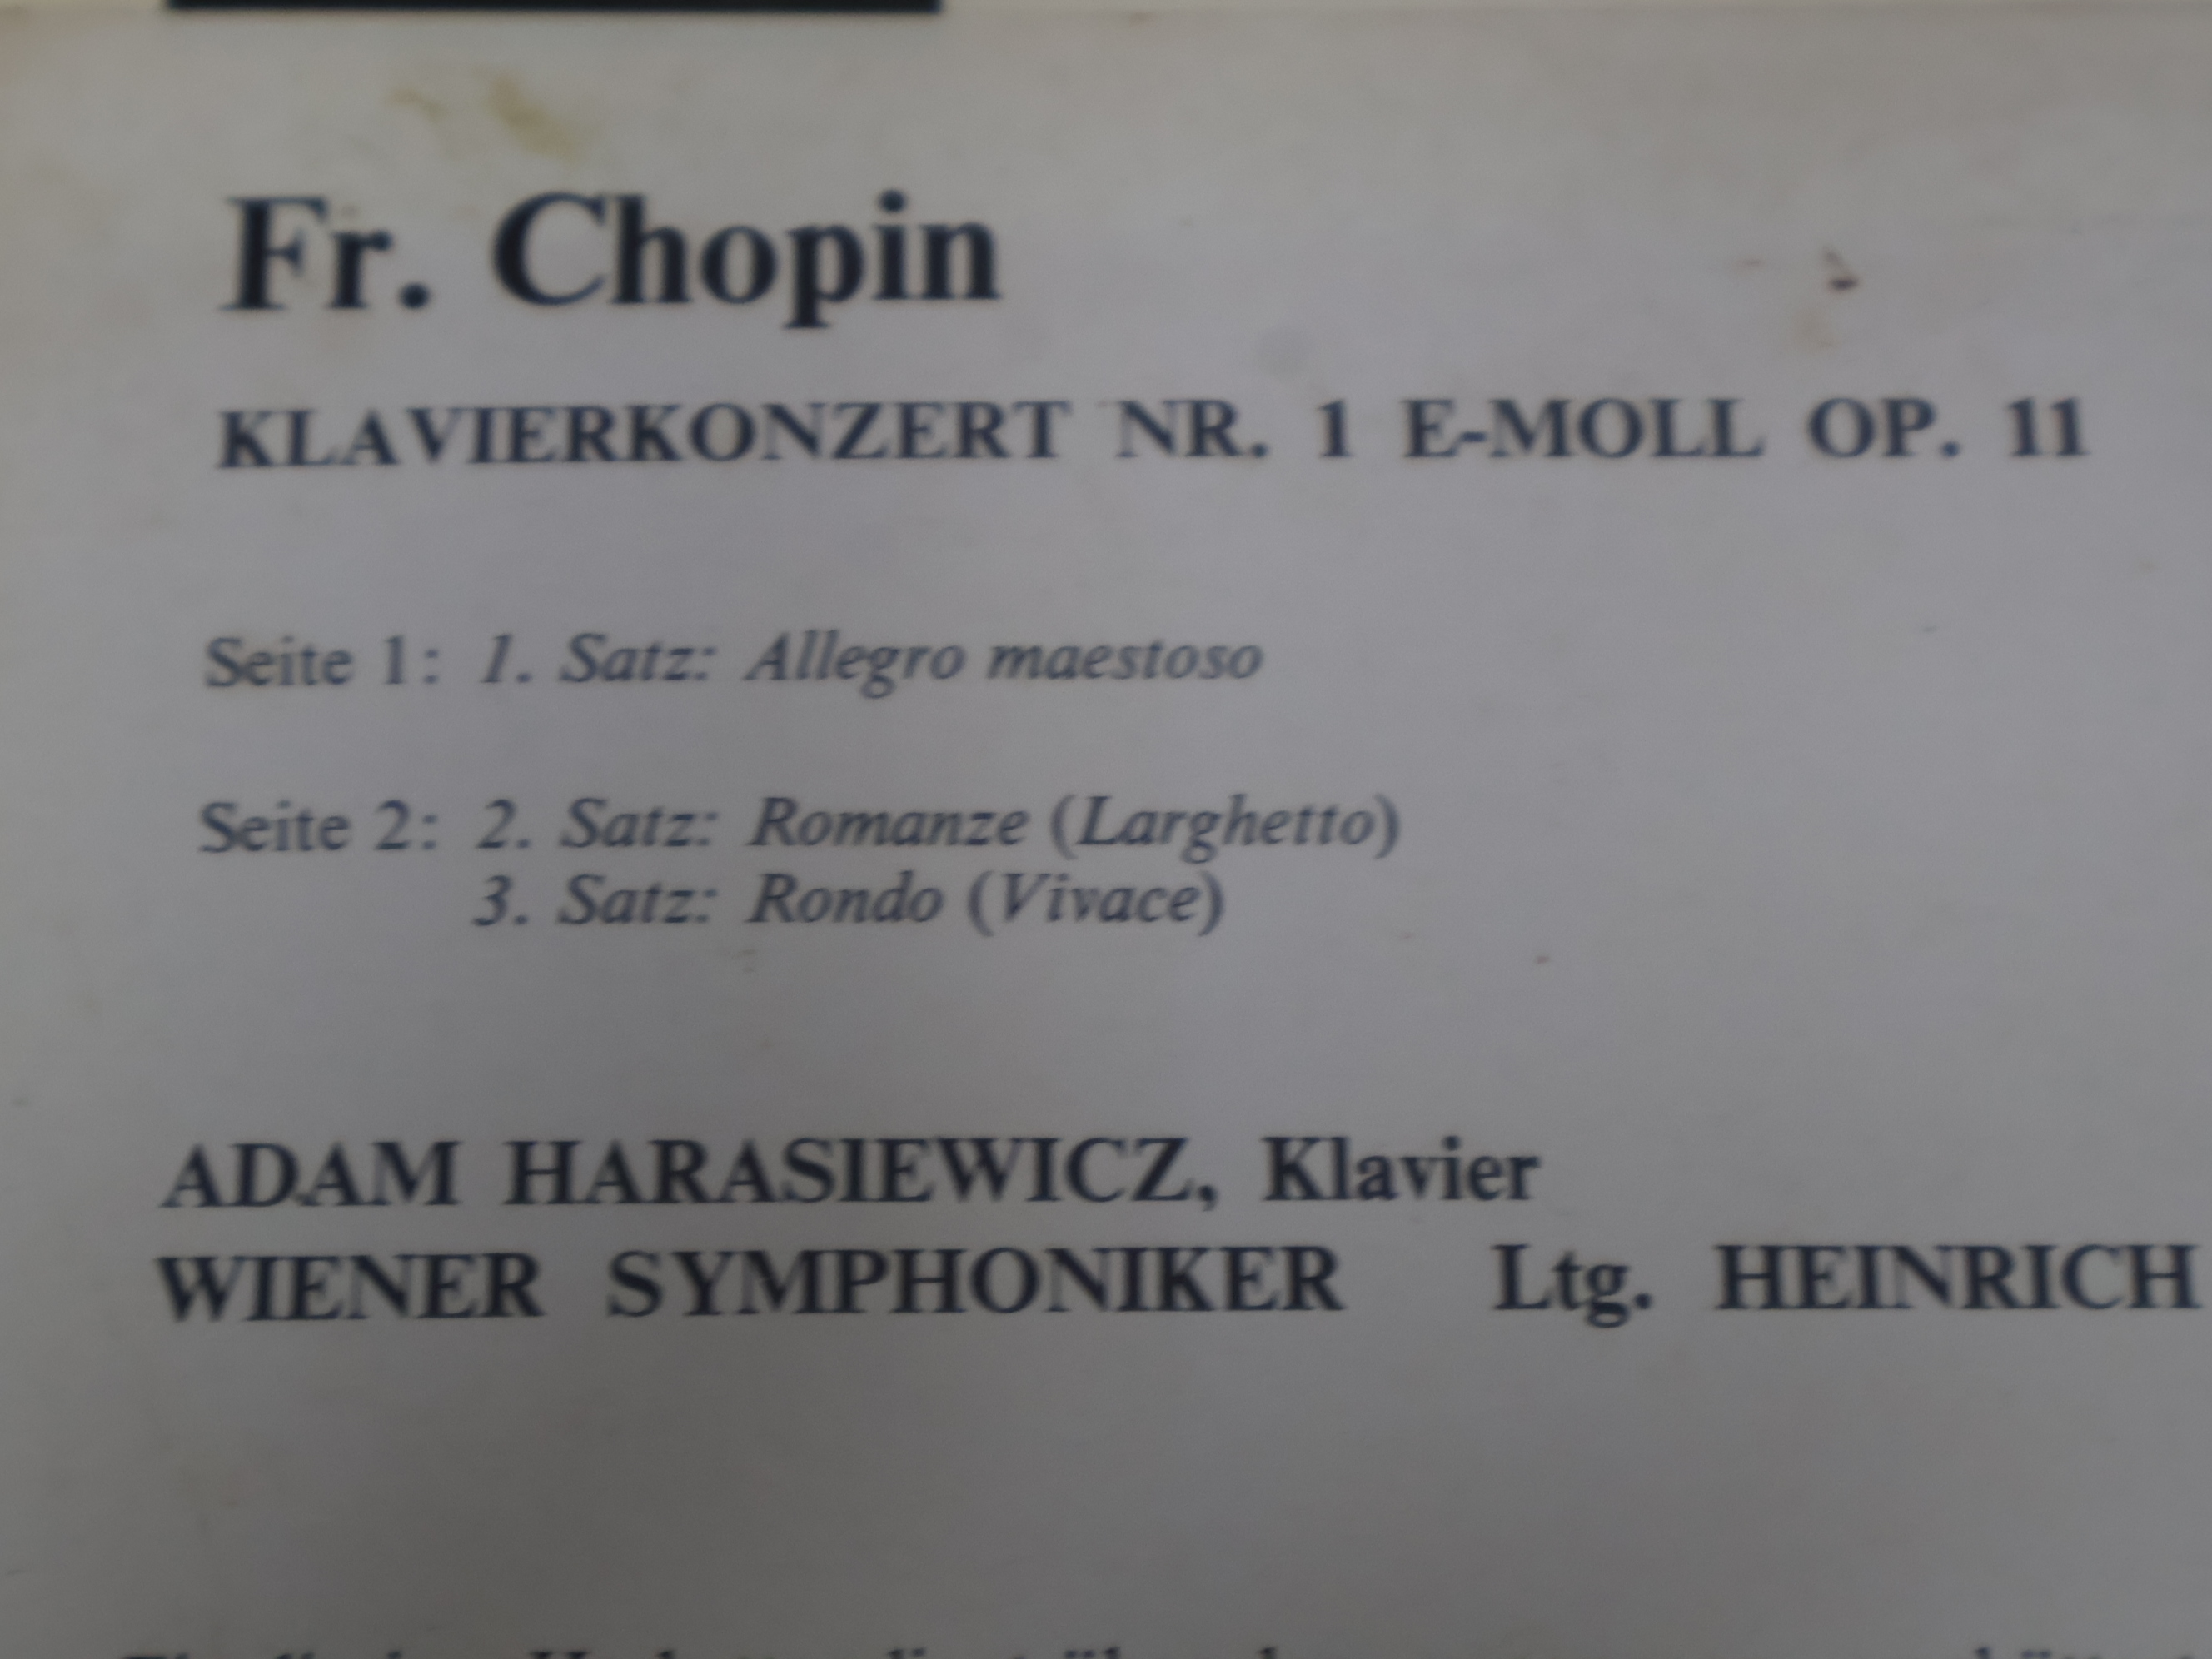 Fr. Chopin
KLAVIERKONZERT NR. 1 E-MOLL OP. 11
Seite 1: 1. Satz: Allegro maestoso
Seite 2: 2. Satz: Romanze (Larghetto)
3. Satz: Rondo (Vivace)
ADAM HARASIEWICZ, Klavier
WIENER SYMPHONIKER Ltg. HEINRICH